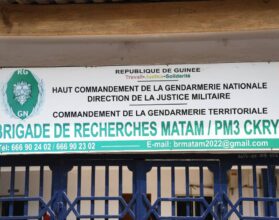 RG
GN
REPUBLIQUE DE GUINEE
Travail-Justice-Solidarité
HAUT COMMANDEMENT DE LA GENDARMERIE NATIONALE
DIRECTION DE LA JUSTICE MILITAIRE
COMMANDEMENT DE LA GENDARMERIE TERRITORIALE
BRIGADE DE RECHERCHES MATAM / PM3 CKRY
666 90 24 02 / 666 90 23 02 E-mail: brmatam2022@gmail.com